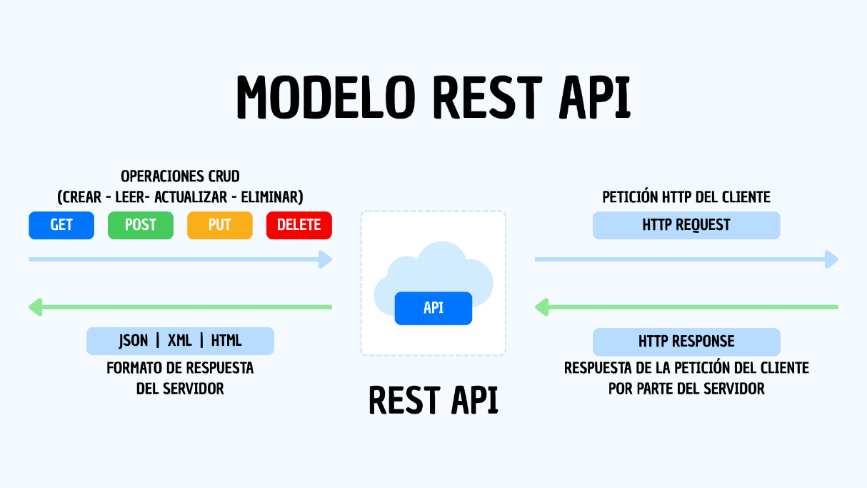 MODELO REST API
OPERACIONES CRUD
(CREAR - LEER- ACTUALIZAR - ELIMINAR)
GET POST PUT DELETE
JSON | XML | HTML
FORMATO DE RESPUESTA
DEL SERVIDOR
API
REST API
PETICIÓN HTTP DEL CLIENTE
HTTP REQUEST
HTTP RESPONSE
RESPUESTA DE LA PETICIÓN DEL CLIENTE
POR PARTE DEL SERVIDOR